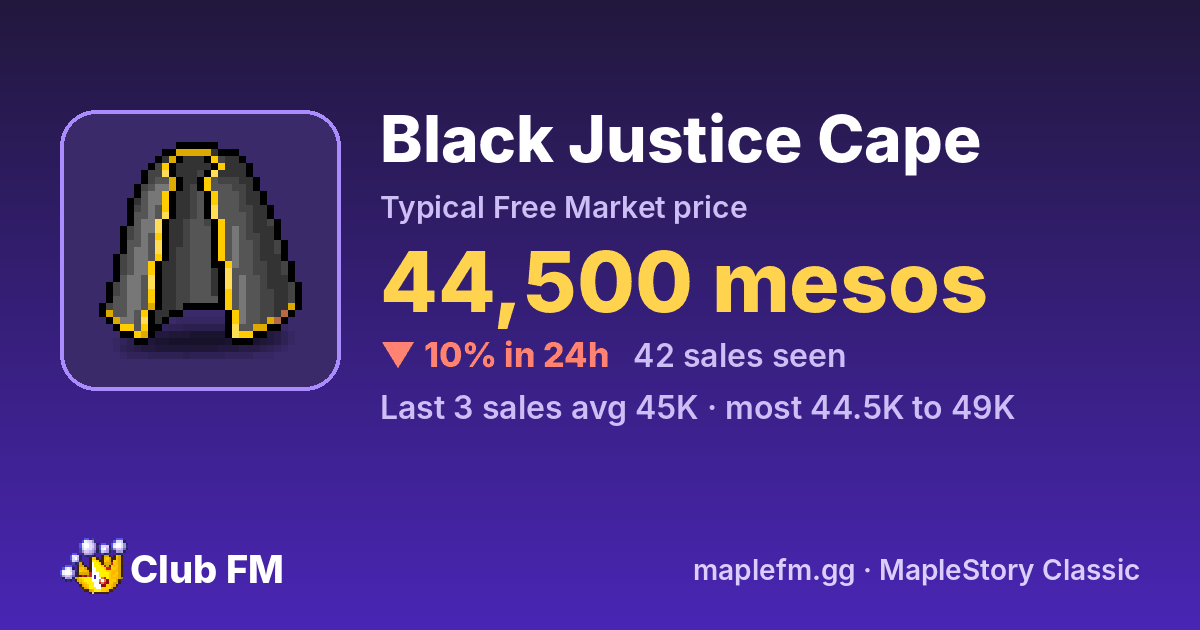 Black Justice Cape
Typical Free Market price
44,500 mesos
▼ 10% in 24h 42 sales seen
Last 3 sales avg 45K · most 44.5K to 49K
Club FM
maplefm.gg · MapleStory Classic